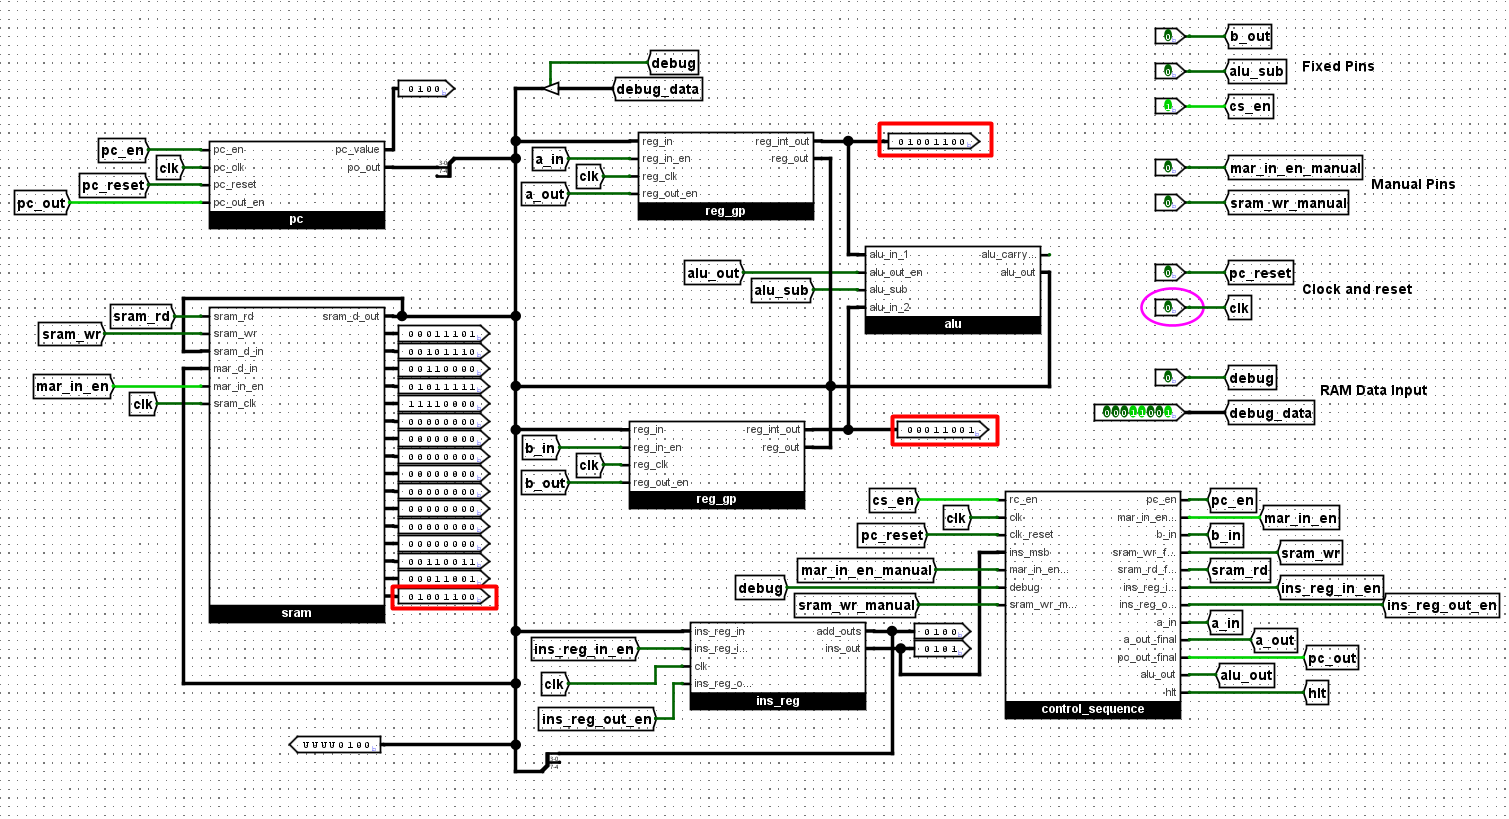 b_out
alu_sub
Fixed Pins
cs_en
debug
debug_data
0100
pc_en
clk
pc_reset
pc_out
pc_en
pc_clk
pc_reset
pc_out_en
pc_value
po_out
pc
a_in
clk
a_out
reg_in
reg_in_en
reg_clk
reg_out_en
reg_int_out
reg_out
reg_gp
01001100
mar_in_en_manual
Manual Pins
sram_wr_manual
alu_out
alu_sub
alu_in_1
alu_out_en
alu_sub
alu_in_2
alu_carry...
alu_out
alu
pc_reset
Clock and reset
clk
sram_rd
sram_wr
mar_in_en
clk
sram_rd
sram_wr
sram_d_in
mar_d_in
mar_in_en
sram_clk
sram_d_out
sram
00011101
00101110
00110000
01011111
11110000
00000000
00000000
00000000
00000000
00000000
00000000
00000000
00000000
00110011
00011001
01001100
debug
RAM Data Input
00011001
debug_data
b_in
clk
b_out
reg_in
reg_in_en
reg_clk
reg_out_en
reg_int_out
reg_out
reg_gp
00011001
cs_en
clk
pc_reset
mar_in_en_manual
debug
sram_wr_manual
rc_en
clk
clk_reset
ins_msb
mar_in_en...
debug
sram_wr_m...
pc_en
mar_in_en...
b_in
sram_wr_f...
sram_rd_f...
ins_reg_i...
ins_reg_o...
a_in
a_out-final
pc_out-final
alu_out
hlt
control_sequence
pc_en
mar_in_en
b_in
sram_wr
sram_rd
ins_reg_in_en
ins_reg_out_en
a_in
a_out
pc_out
alu_out
hlt
ins_reg_in_en
clk
ins_reg_out_en
ins_reg_in
ins_reg_i...
clk
ins_reg_o...
add_outs
ins_out
ins_reg
0100
0101
UUUU0100